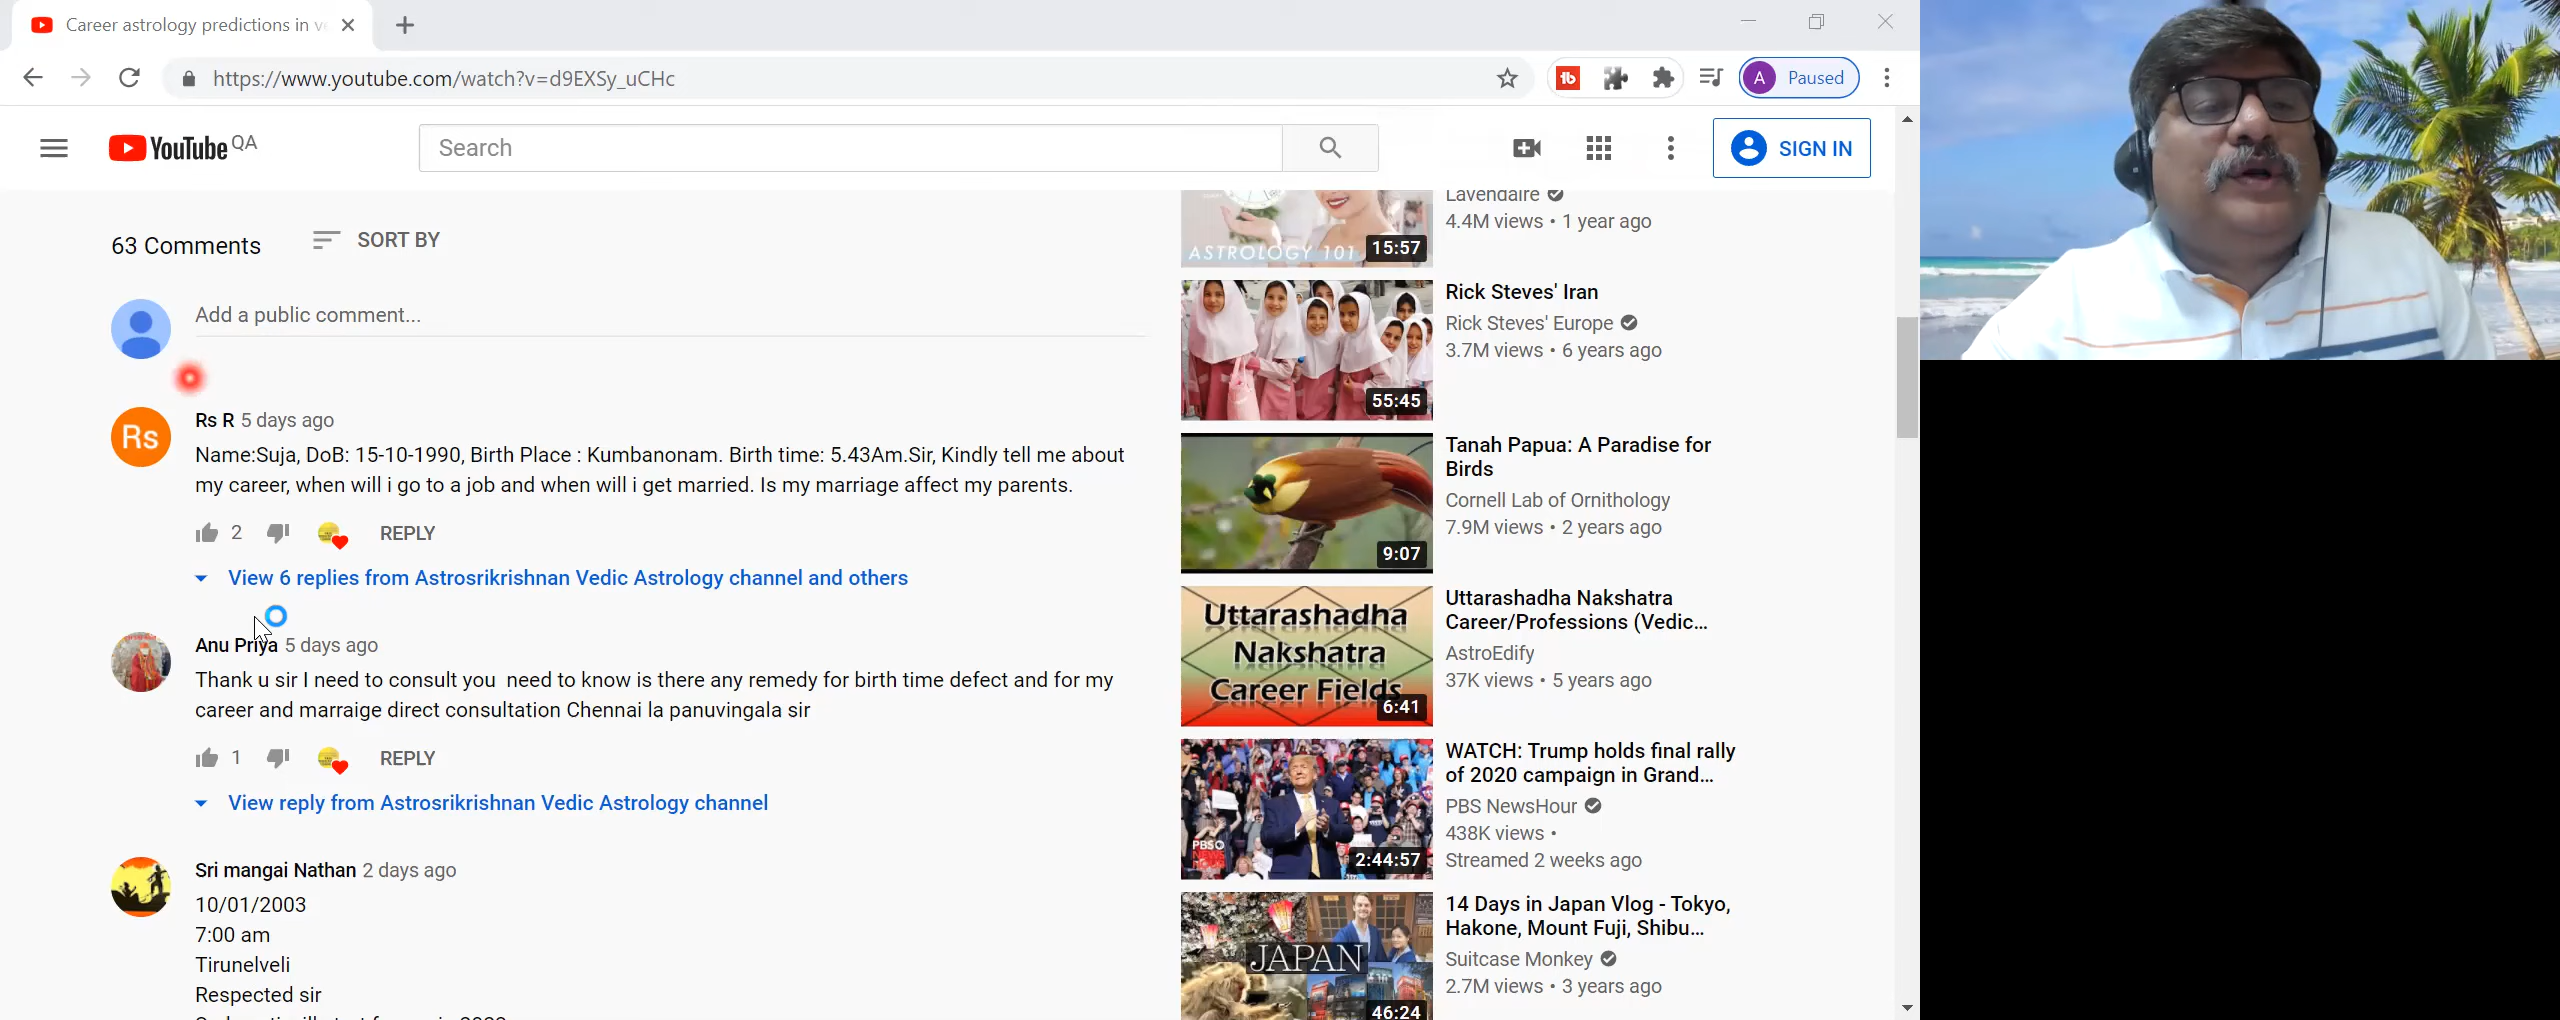 Career astrology predictions in v
https://www.youtube.com/watch?v=d9EXSy_uCHc
A Paused
YouTube QA
Search
SIGN IN
63 Comments
SORT BY
Add a public comment...
Rs
Rs R 5 days ago
Name:Suja, DoB: 15-10-1990, Birth Place : Kumbanonam. Birth time: 5.43Am.Sir, Kindly tell me about
my career, when will i go to a job and when will i get married. Is my marriage affect my parents.
2
REPLY
View 6 replies from Astrosrikrishnan Vedic Astrology channel and others
Anu Priya 5 days ago
Thank u sir I need to consult you need to know is there any remedy for birth time defect and for my
career and marraige direct consultation Chennai la panuvingala sir
1
REPLY
View reply from Astrosrikrishnan Vedic Astrology channel
Sri mangai Nathan 2 days ago
10/01/2003
7:00 am
Tirunelveli
Respected sir
ASTROLOGY 101
15:57
Lavendaire
4.4M views • 1 year ago
55:45
Rick Steves' Iran
Rick Steves' Europe
3.7M views • 6 years ago
9:07
Tanah Papua: A Paradise for
Birds
Cornell Lab of Ornithology
7.9M views • 2 years ago
Uttarashadha
Nakshatra
Career Fields
6:41
Uttarashadha Nakshatra
Career/Professions (Vedic...
AstroEdify
37K views • 5 years ago
PBS
NEWS
HOUR
2:44:57
WATCH: Trump holds final rally
of 2020 campaign in Grand...
PBS NewsHour
438K views •
Streamed 2 weeks ago
JAPAN
46:24
14 Days in Japan Vlog - Tokyo,
Hakone, Mount Fuji, Shibu...
Suitcase Monkey
2.7M views • 3 years ago